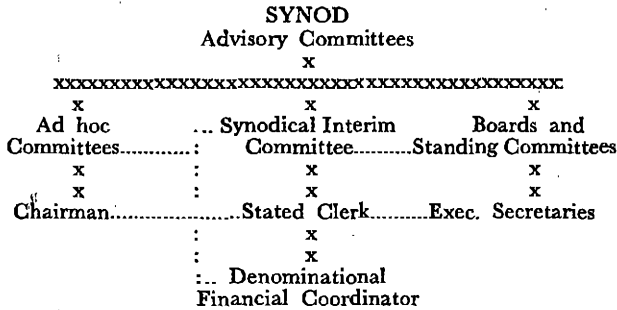 SYNOD
Advisory Committees
x
xxxxxxxxxxxxxxxxxxxxxxxxxxxxxxxxxxxxxxxxxxxxxxxxxxxxxx
x x x
Ad hoc ... Synodical Interim Boards and
Committees............: Committee..........Standing Committees
x : x x
x : x x
Chairman.......................Stated Clerk..........Exec. Secretaries
: x
: x
:.. Denominational
Financial Coordinator